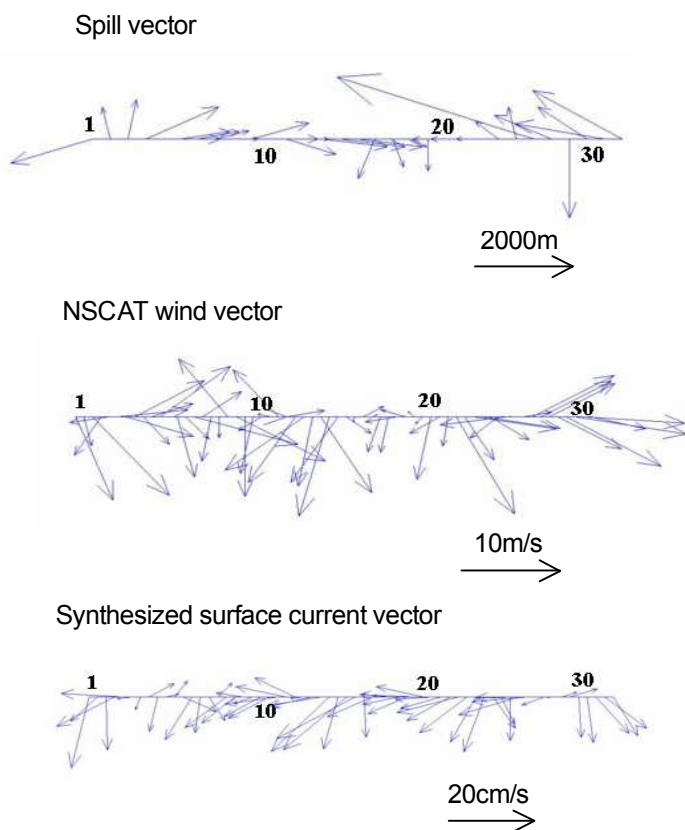 Spill vector
1
20
10
30
2000m
NSCAT wind vector
1
10
20
30
10m/s
Synthesized surface current vector
1
20
30
10
20cm/s